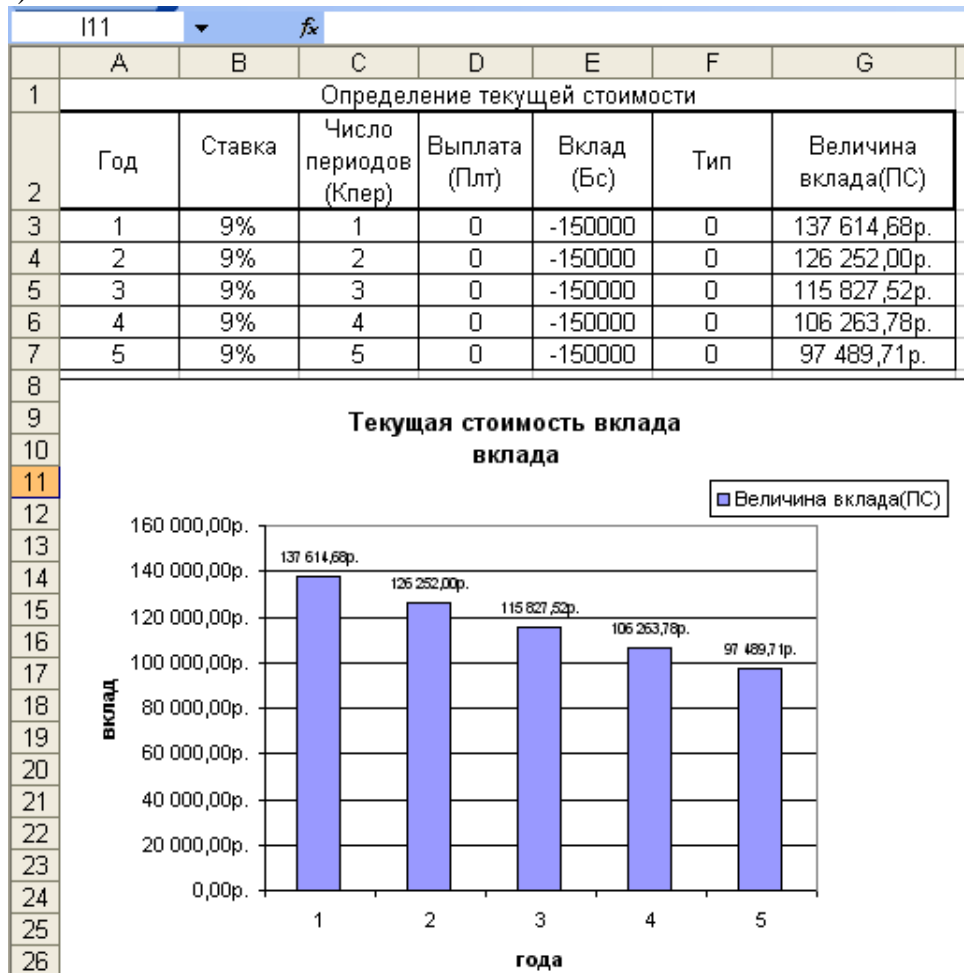 )
I11 fx
A B C D E F G
1 Определение текущей стоимости
2 Год Ставка Число периодов (Кпер) Выплата (Плт) Вклад (Бс) Тип Величина вклада(ПС)
3 1 9% 1 0 -150000 0 137 614,68р.
4 2 9% 2 0 -150000 0 126 252,00р.
5 3 9% 3 0 -150000 0 115 827,52р.
6 4 9% 4 0 -150000 0 106 263,78р.
7 5 9% 5 0 -150000 0 97 489,71р.
8
9
10
11
12
13
14
15
16
17
18
19
20
21
22
23
24
25
26
Текущая стоимость вклада
вклада
Величина вклада(ПС)
вклад
160 000,00р.
140 000,00р.
120 000,00р.
100 000,00р.
80 000,00р.
60 000,00р.
40 000,00р.
20 000,00р.
0,00р.
137 614,68р.
126 252,00р.
115 827,52р.
106 263,78р.
97 489,71р.
1 2 3 4 5
года